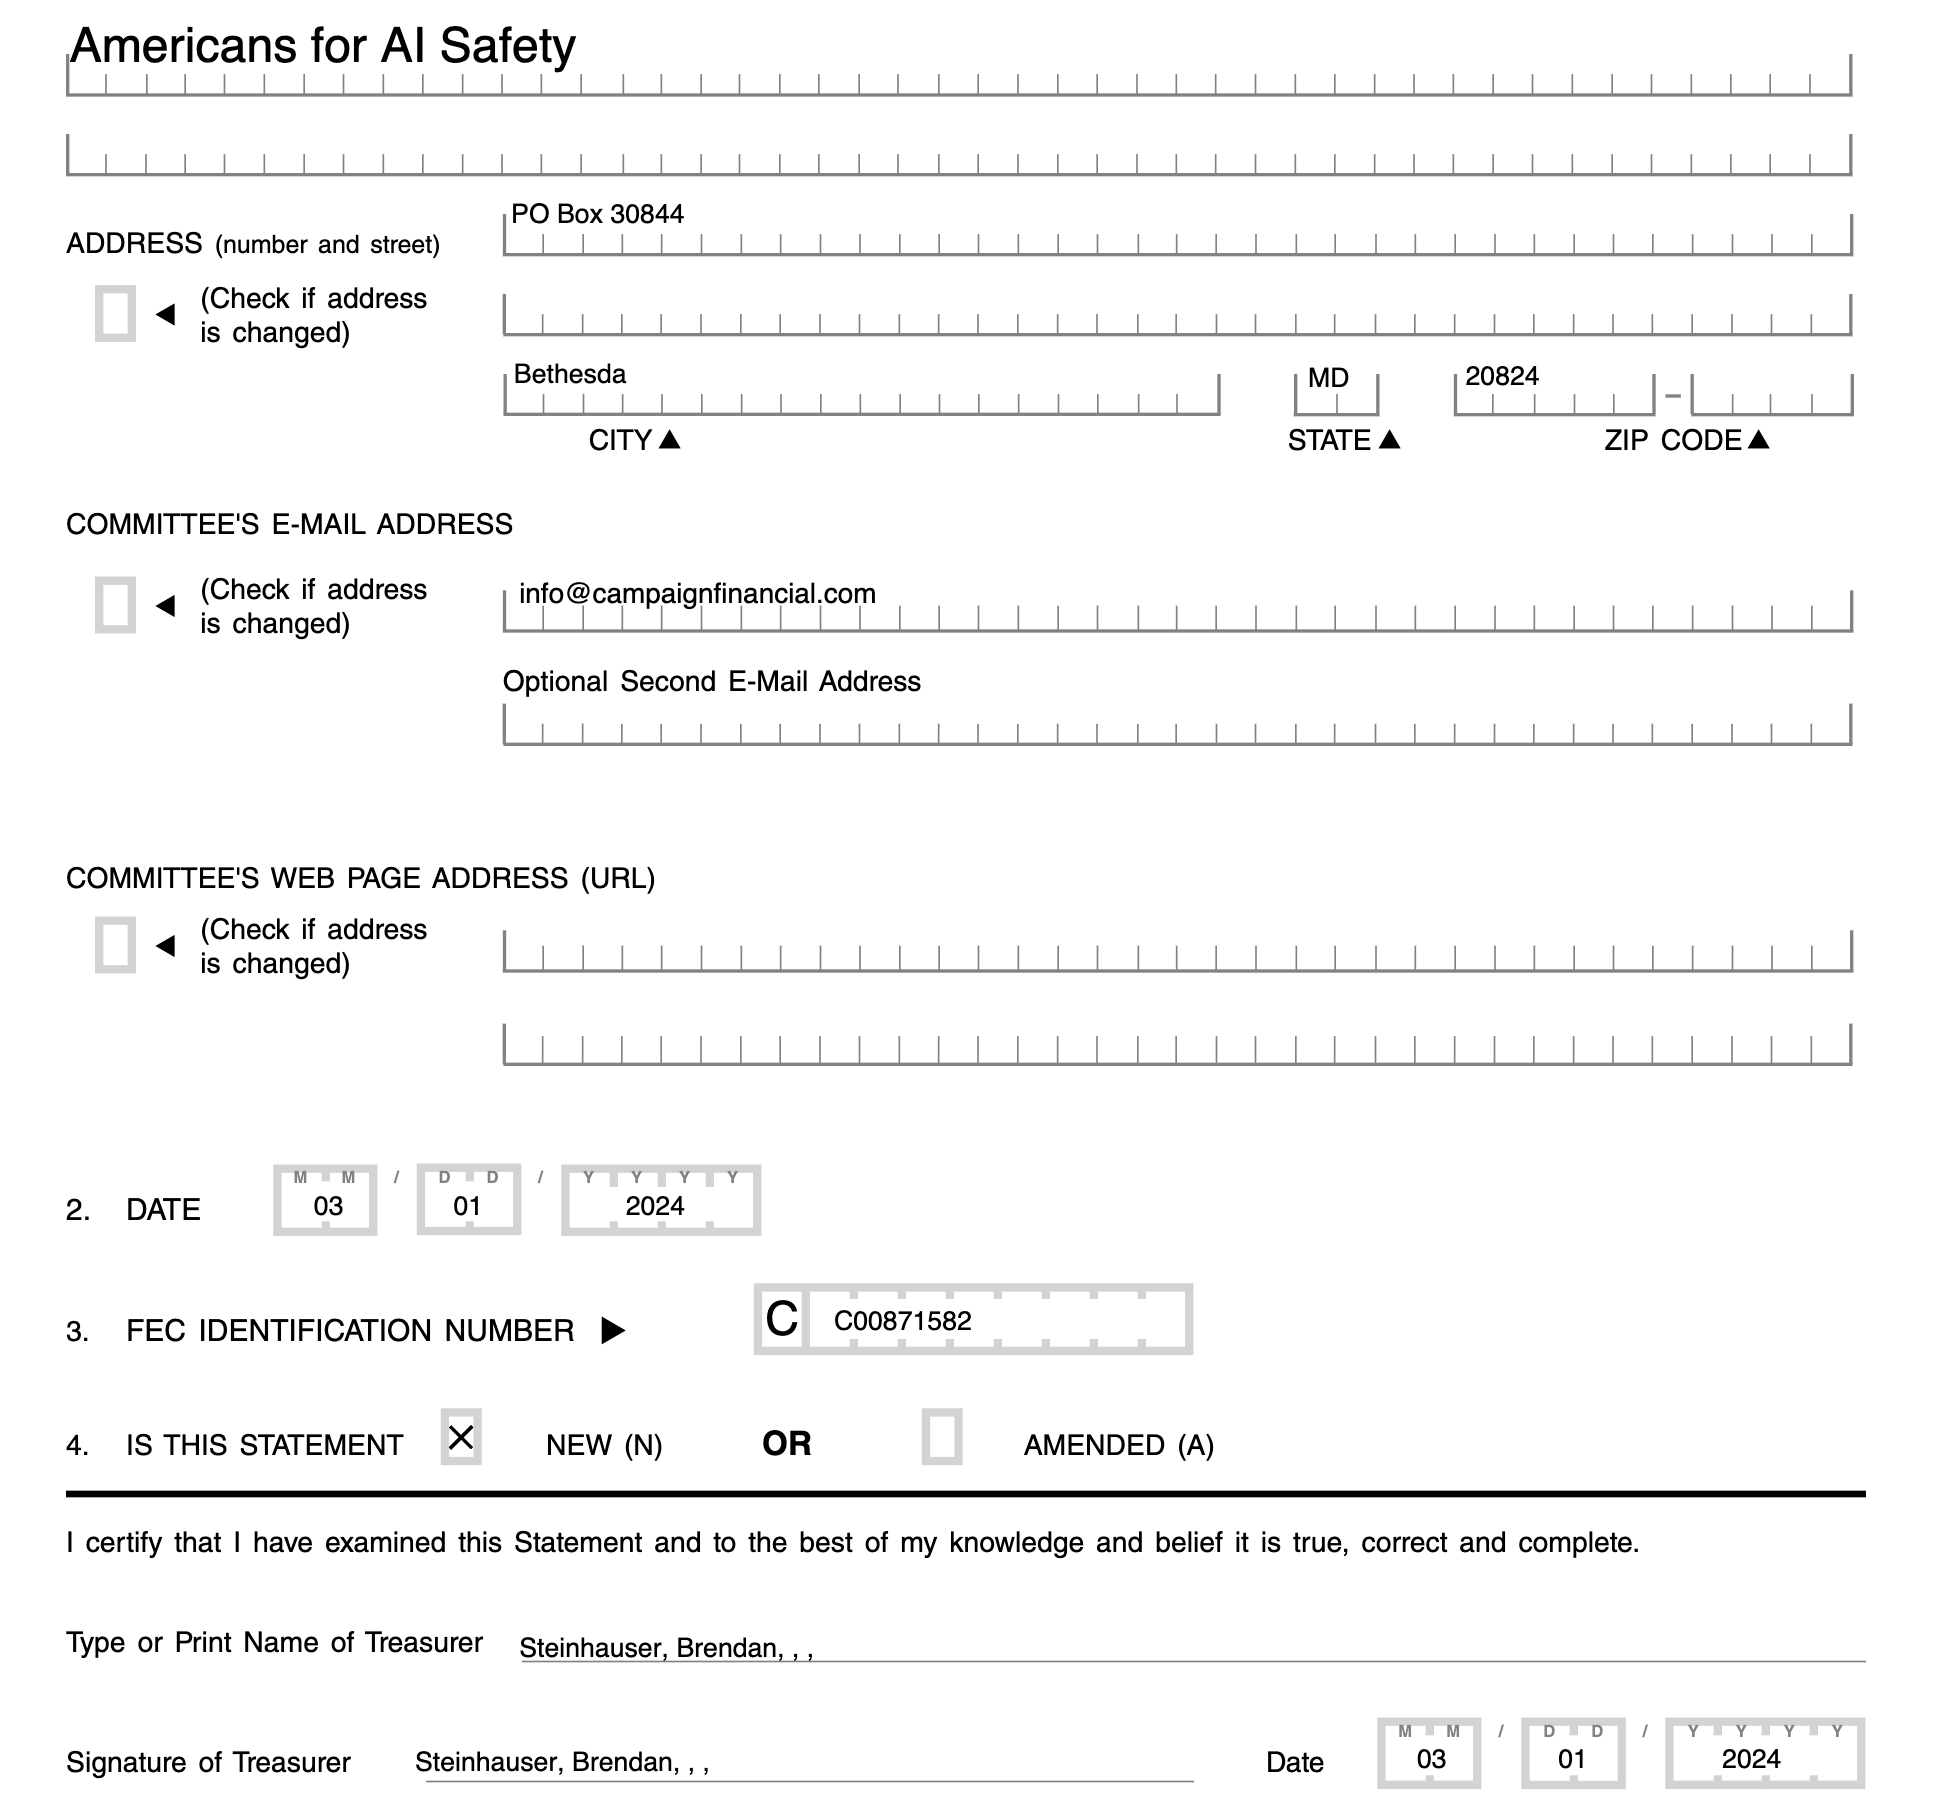 Americans for AI Safety
PO Box 30844
ADDRESS (number and street)
(Check if address
is changed)
Bethesda MD 20824 –
CITY▲ STATE▲ ZIP CODE▲
COMMITTEE'S E-MAIL ADDRESS
(Check if address
is changed)
info@campaignfinancial.com
Optional Second E-Mail Address
COMMITTEE'S WEB PAGE ADDRESS (URL)
(Check if address
is changed)
M M / D D / Y Y Y Y
2. DATE 03 01 2024
3. FEC IDENTIFICATION NUMBER ▶ C C00871582
4. IS THIS STATEMENT × NEW (N) OR AMENDED (A)
I certify that I have examined this Statement and to the best of my knowledge and belief it is true, correct and complete.
Type or Print Name of Treasurer Steinhauser, Brendan, , ,
M M / D D / Y Y Y Y
Signature of Treasurer Steinhauser, Brendan, , , Date 03 01 2024